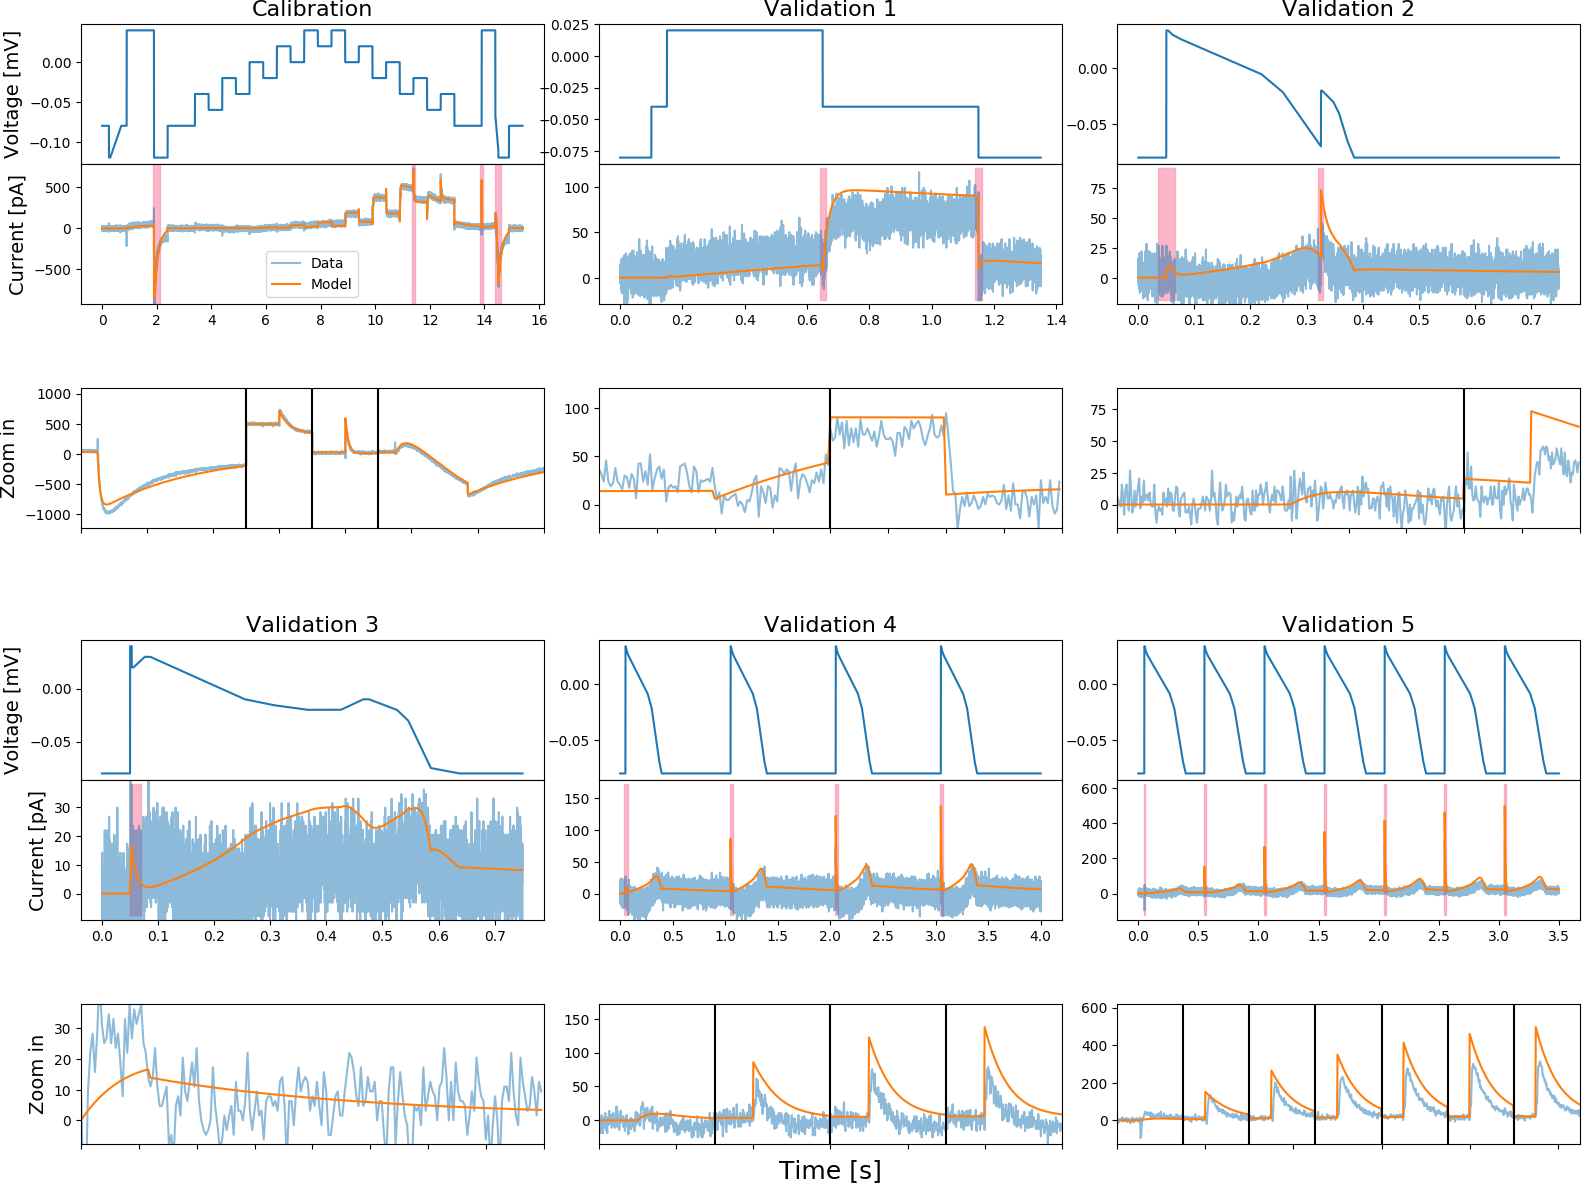 Calibration
Validation 1
Validation 2
Voltage [mV]
0.00
−0.05
−0.10
0.025
0.000
−0.025
−0.050
−0.075
0.00
−0.05
Current [pA]
500
0
−500
Data
Model
100
50
0
75
50
25
0
0 2 4 6 8 10 12 14 16
0.0 0.2 0.4 0.6 0.8 1.0 1.2 1.4
0.0 0.1 0.2 0.3 0.4 0.5 0.6 0.7
Zoom in
1000
500
0
−500
−1000
100
50
0
75
50
25
0
Validation 3
Validation 4
Validation 5
Voltage [mV]
0.00
−0.05
0.00
−0.05
0.00
−0.05
Current [pA]
30
20
10
0
150
100
50
0
600
400
200
0
0.0 0.1 0.2 0.3 0.4 0.5 0.6 0.7
0.0 0.5 1.0 1.5 2.0 2.5 3.0 3.5 4.0
0.0 0.5 1.0 1.5 2.0 2.5 3.0 3.5
Zoom in
30
20
10
0
150
100
50
0
600
400
200
0
Time [s]